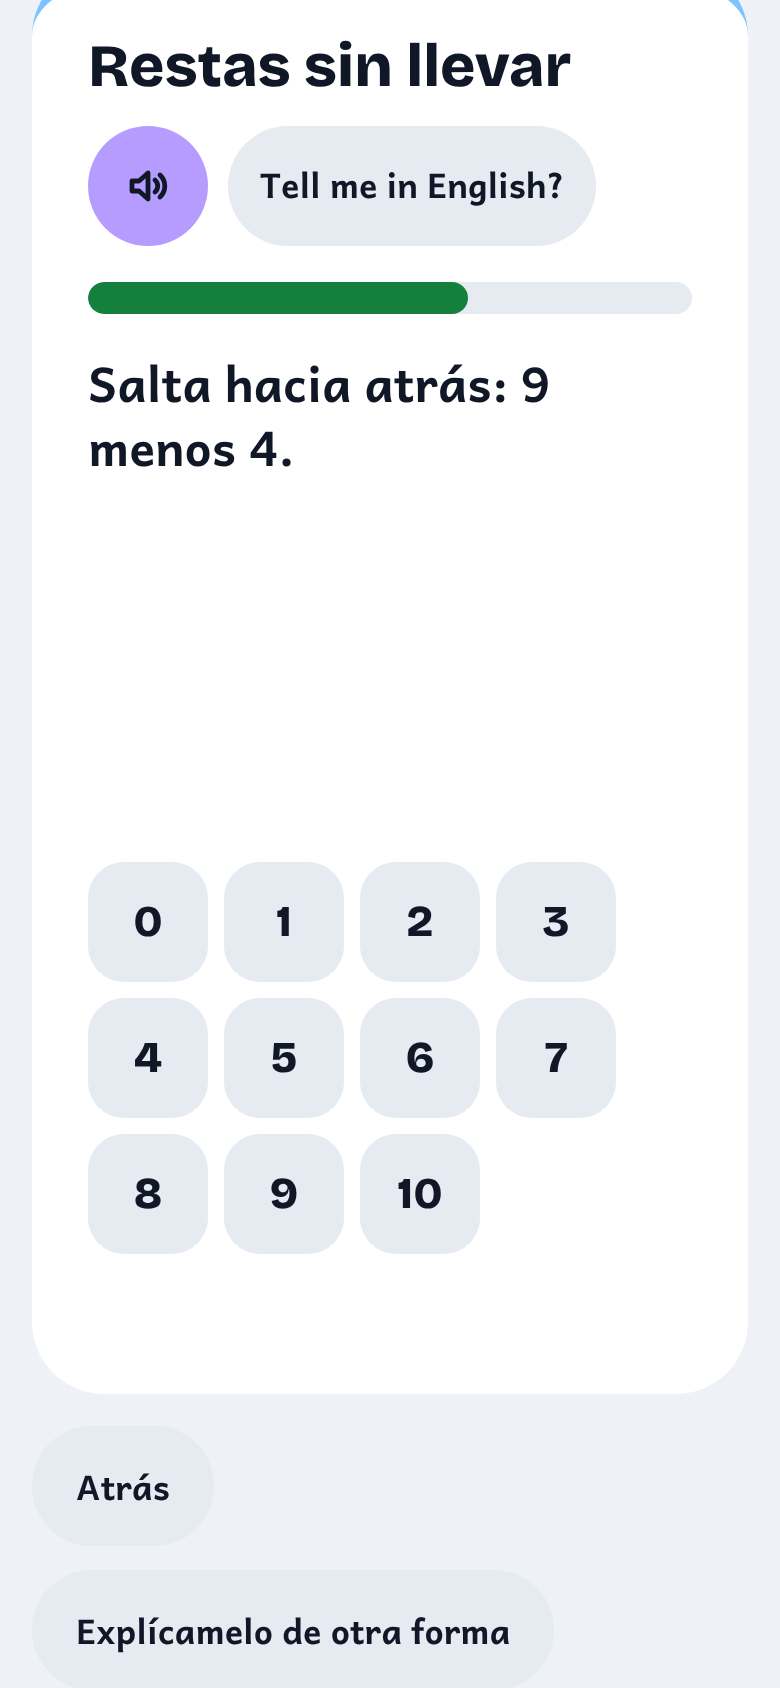 Restas sin llevar
Tell me in English?
Salta hacia atrás: 9
menos 4.
0 1 2 3
4 5 6 7
8 9 10
Atrás
Explícamelo de otra forma